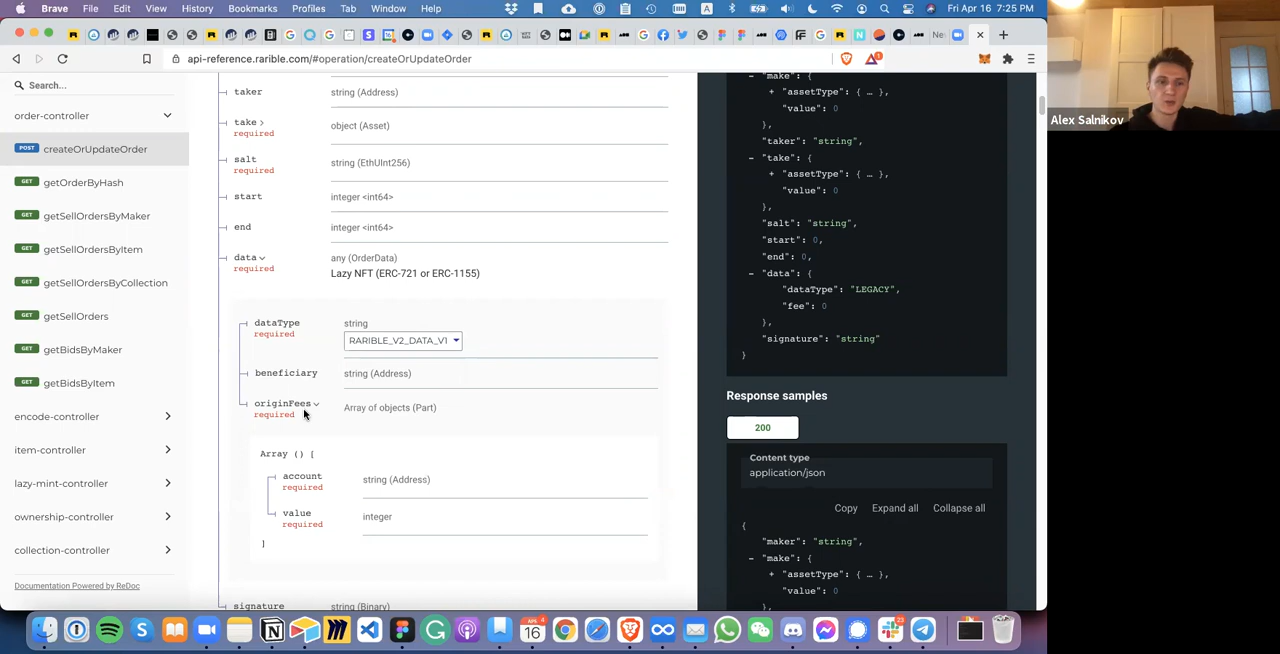 Brave File Edit View History Bookmarks Profiles Tab Window Help Fri Apr 16 7:25 PM
api-reference.rarible.com/#operation/createOrUpdateOrder
Search...
order-controller
POST createOrUpdateOrder
GET getOrderByHash
GET getSellOrdersByMaker
GET getSellOrdersByItem
GET getSellOrdersByCollection
GET getSellOrders
GET getBidsByMaker
GET getBidsByItem
encode-controller
item-controller
lazy-mint-controller
ownership-controller
collection-controller
Documentation Powered by ReDoc
taker string (Address)
take object (Asset)
required
salt string (EthUInt256)
required
start integer <int64>
end integer <int64>
data any (OrderData)
required Lazy NFT (ERC-721 or ERC-1155)
dataType string
required RARIBLE_V2_DATA_V1
beneficiary string (Address)
originFees Array of objects (Part)
required
Array () [
account string (Address)
required
value integer
required
]
signature string (Binary)
- "make": {
+ "assetType": { … },
"value": 0
},
"taker": "string",
- "take": {
+ "assetType": { … },
"value": 0
},
"salt": "string",
"start": 0,
"end": 0,
- "data": {
"dataType": "LEGACY",
"fee": 0
},
"signature": "string"
}
Response samples
200
Content type
application/json
Copy Expand all Collapse all
{
"maker": "string",
- "make": {
+ "assetType": { … },
"value": 0
},
Alex Salnikov